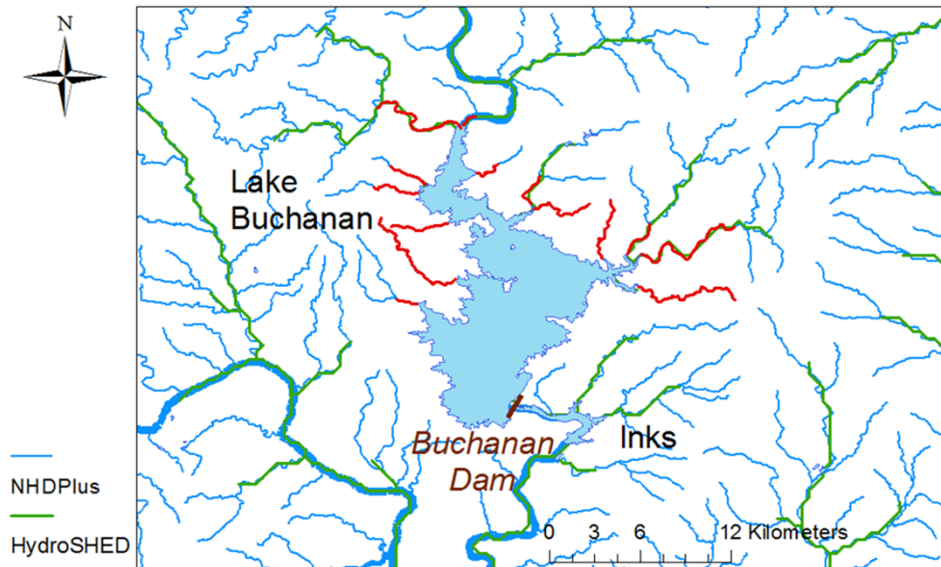 N
Lake
Buchanan
Buchanan
Dam
Inks
NHDPlus
HydroSHED
0 3 6 12 Kilometers